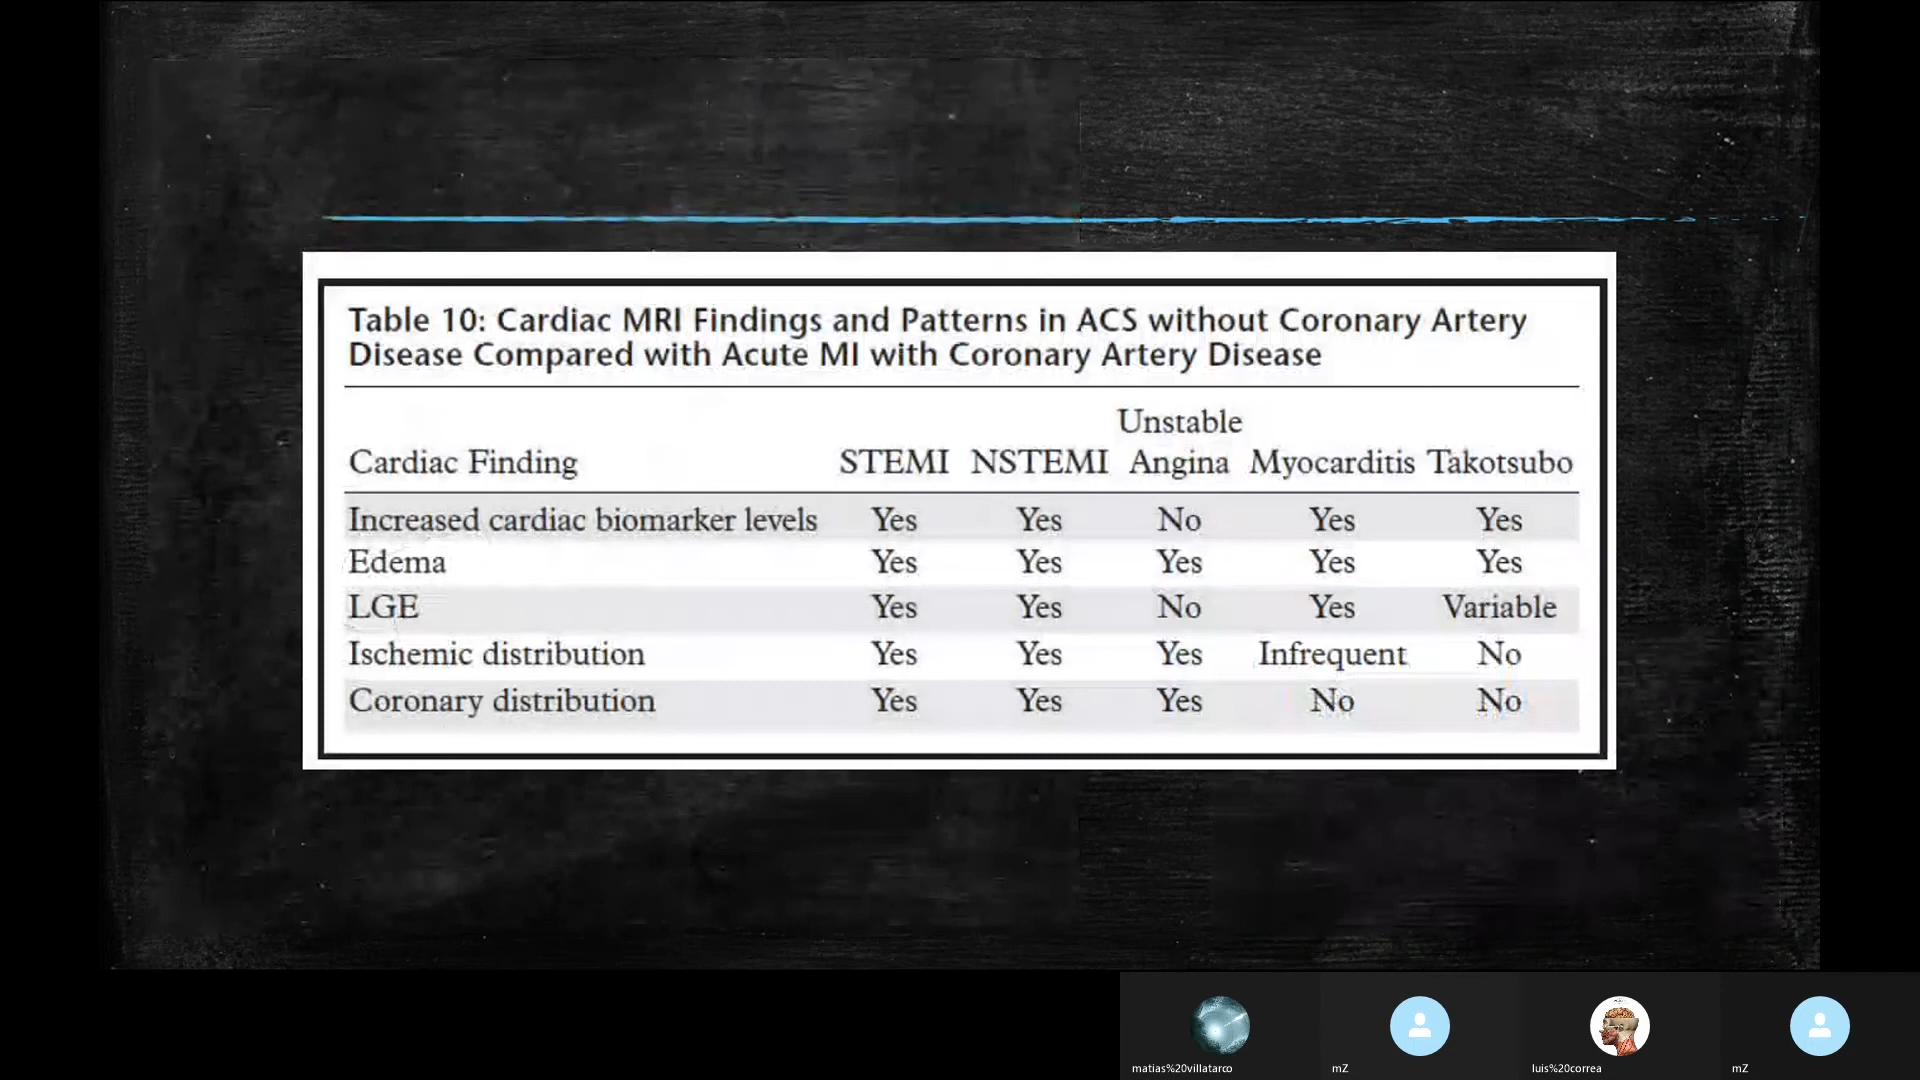 Table 10: Cardiac MRI Findings and Patterns in ACS without Coronary Artery
Disease Compared with Acute MI with Coronary Artery Disease
Cardiac Finding STEMI NSTEMI Unstable Angina Myocarditis Takotsubo
Increased cardiac biomarker levels Yes Yes No Yes Yes
Edema Yes Yes Yes Yes Yes
LGE Yes Yes No Yes Variable
Ischemic distribution Yes Yes Yes Infrequent No
Coronary distribution Yes Yes Yes No No
matias%20villatarco
mZ
luis%20correa
mZ